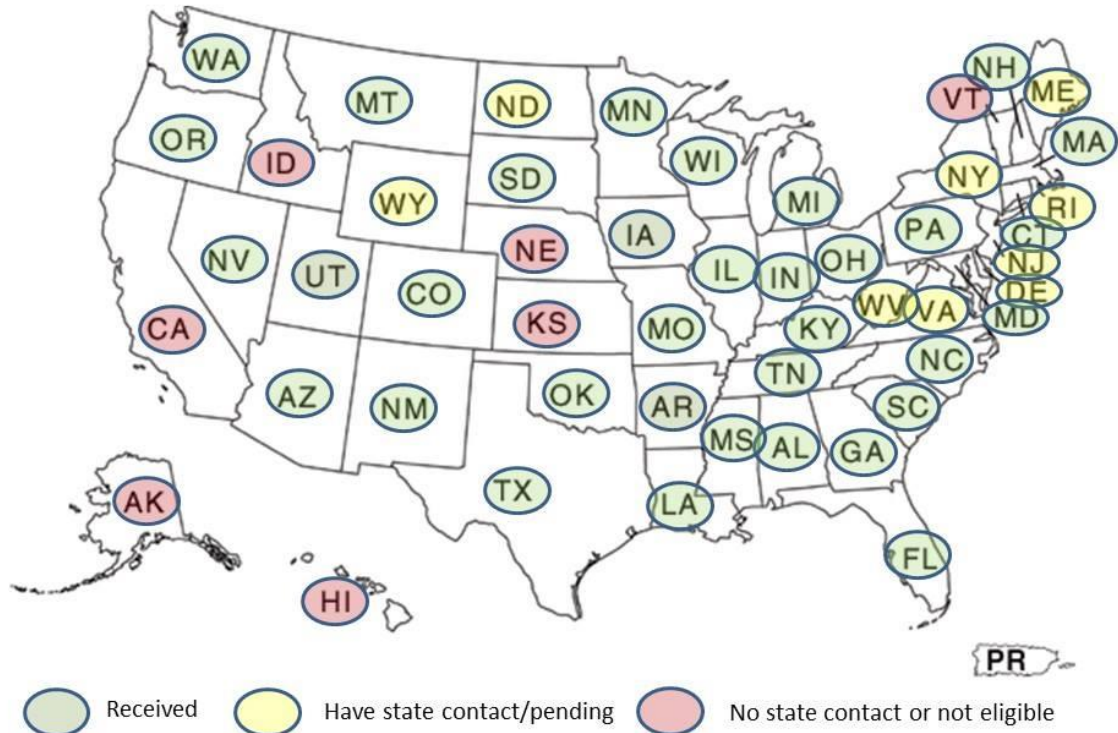 WA
MT
ND
MN
NH
VT
ME
OR
ID
SD
WI
MA
WY
MI
NY
RI
NV
UT
CO
NE
IA
IL
IN
OH
PA
CT
NJ
DE
CA
KS
MO
KY
WV
VA
MD
AZ
NM
OK
AR
TN
NC
SC
MS
AL
GA
TX
LA
AK
FL
HI
PR
Received
Have state contact/pending
No state contact or not eligible